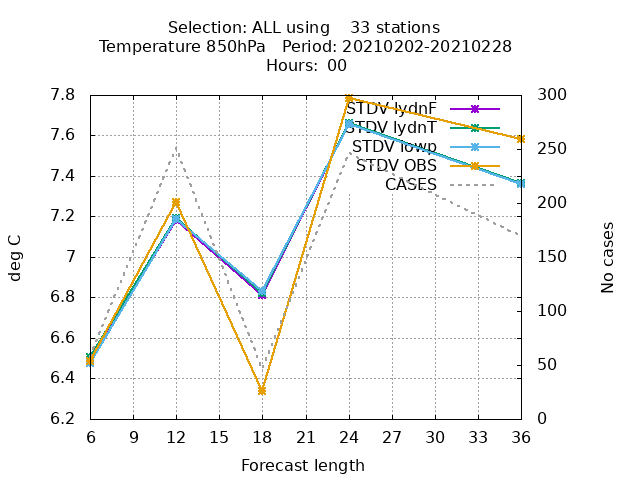 Selection: ALL using    33 stations
Temperature 850hPa   Period: 20210202-20210228
Hours: 00
7.8
7.6
7.4
7.2
7
6.8
6.6
6.4
6.2
deg C
300
250
200
150
100
50
0
No cases
STDV lydnF
STDV lydnT
STDV lowp
STDV OBS
CASES
6 9 12 15 18 21 24 27 30 33 36
Forecast length